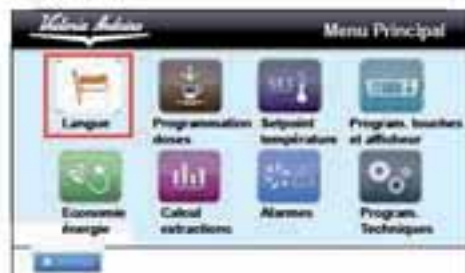 Victoria Arduino
Menu Principal
Langue
Programmation
doses
Setpoint
température
Program. touches
et afficheur
Economie
énergie
Calcul
extractions
Alarmes
Program.
Techniques